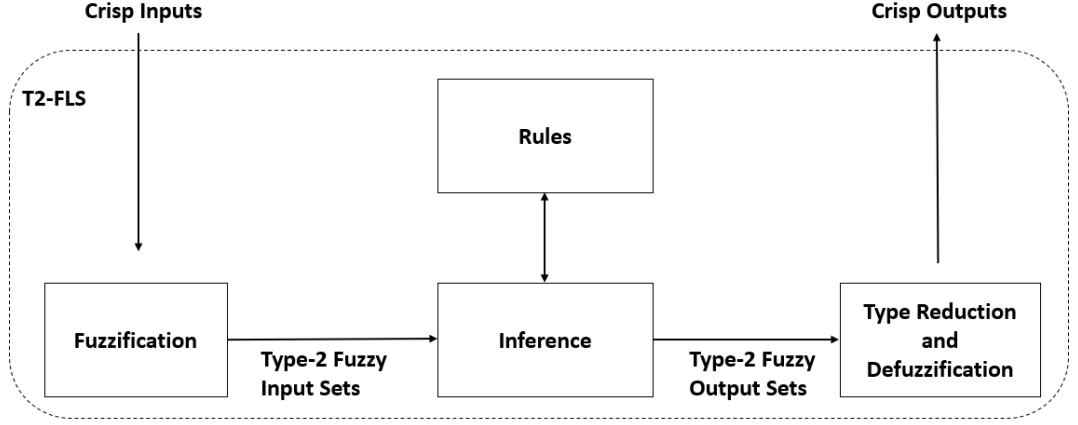 Crisp Inputs
Crisp Outputs
T2-FLS
Rules
Fuzzification
Type-2 Fuzzy
Input Sets
Inference
Type-2 Fuzzy
Output Sets
Type Reduction
and
Defuzzification